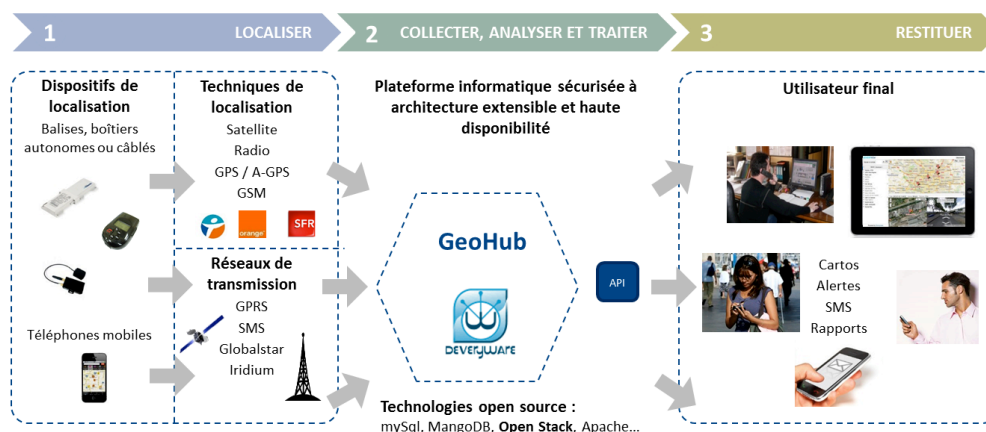 1 LOCALISER
2 COLLECTER, ANALYSER ET TRAITER
3 RESTITUER
Dispositifs de
localisation
Balises, boîtiers
autonomes ou câblés
Téléphones mobiles
Techniques de
localisation
Satellite
Radio
GPS / A-GPS
GSM
orange
SFR
Réseaux de
transmission
GPRS
SMS
Globalstar
Iridium
Plateforme informatique sécurisée à
architecture extensible et haute
disponibilité
GeoHub
DEVERYWARE
API
Technologies open source :
mySql, MangoDB, Open Stack, Apache...
Utilisateur final
Cartos
Alertes
SMS
Rapports